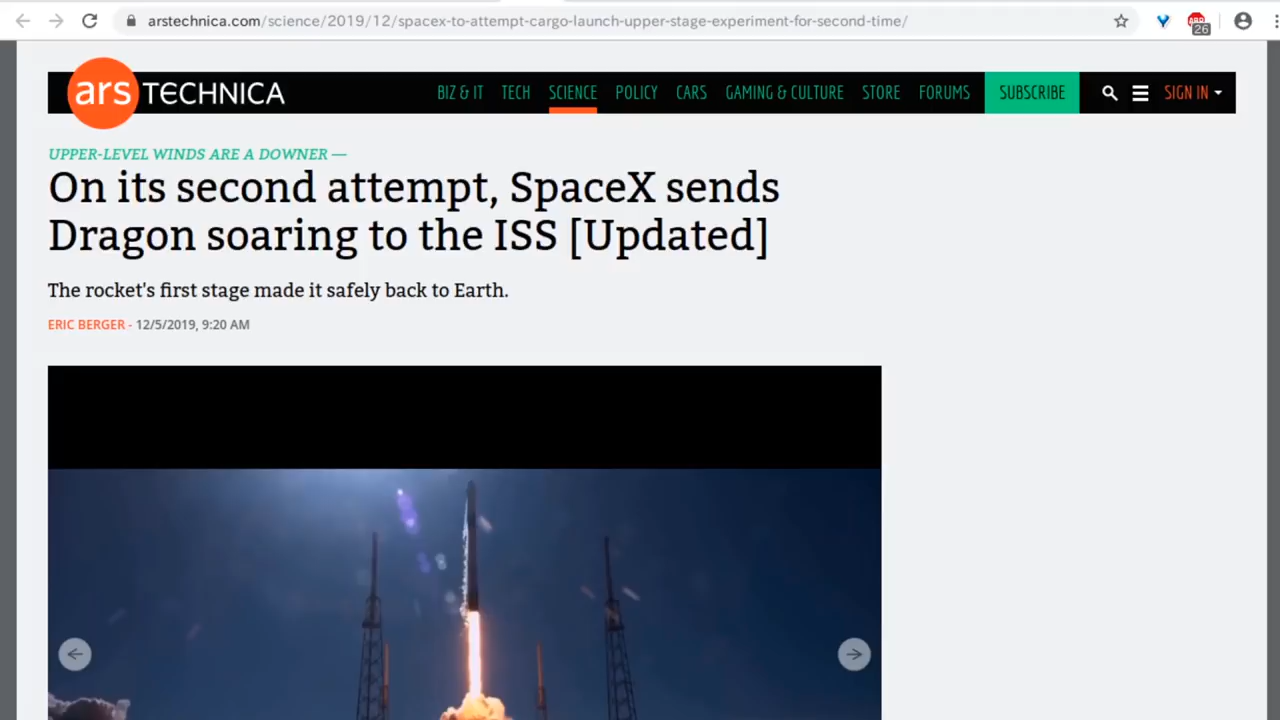 arstechnica.com/science/2019/12/spacex-to-attempt-cargo-launch-upper-stage-experiment-for-second-time/
26
ars TECHNICA BIZ & IT TECH SCIENCE POLICY CARS GAMING & CULTURE STORE FORUMS SUBSCRIBE SIGN IN
UPPER-LEVEL WINDS ARE A DOWNER —
On its second attempt, SpaceX sends
Dragon soaring to the ISS [Updated]
The rocket's first stage made it safely back to Earth.
ERIC BERGER - 12/5/2019, 9:20 AM